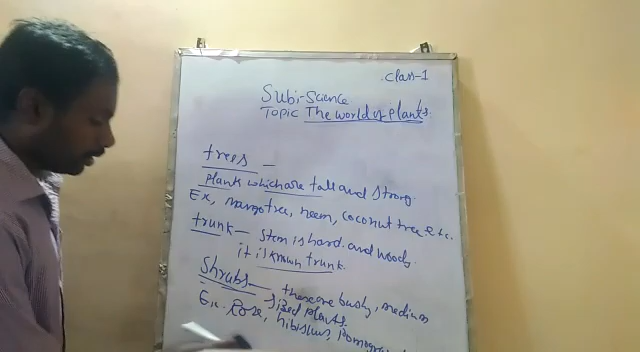 Class-1
Sub:- Science
Topic The world of plants.
trees -
plants which are tall and strong.
Ex, mangotree, neem, coconut tree etc.
trunk - stem is hard and woody.
it is known trunk.
Shrubs - these are bushy, medium
sized plants.
Ex. Rose, hibiscus,